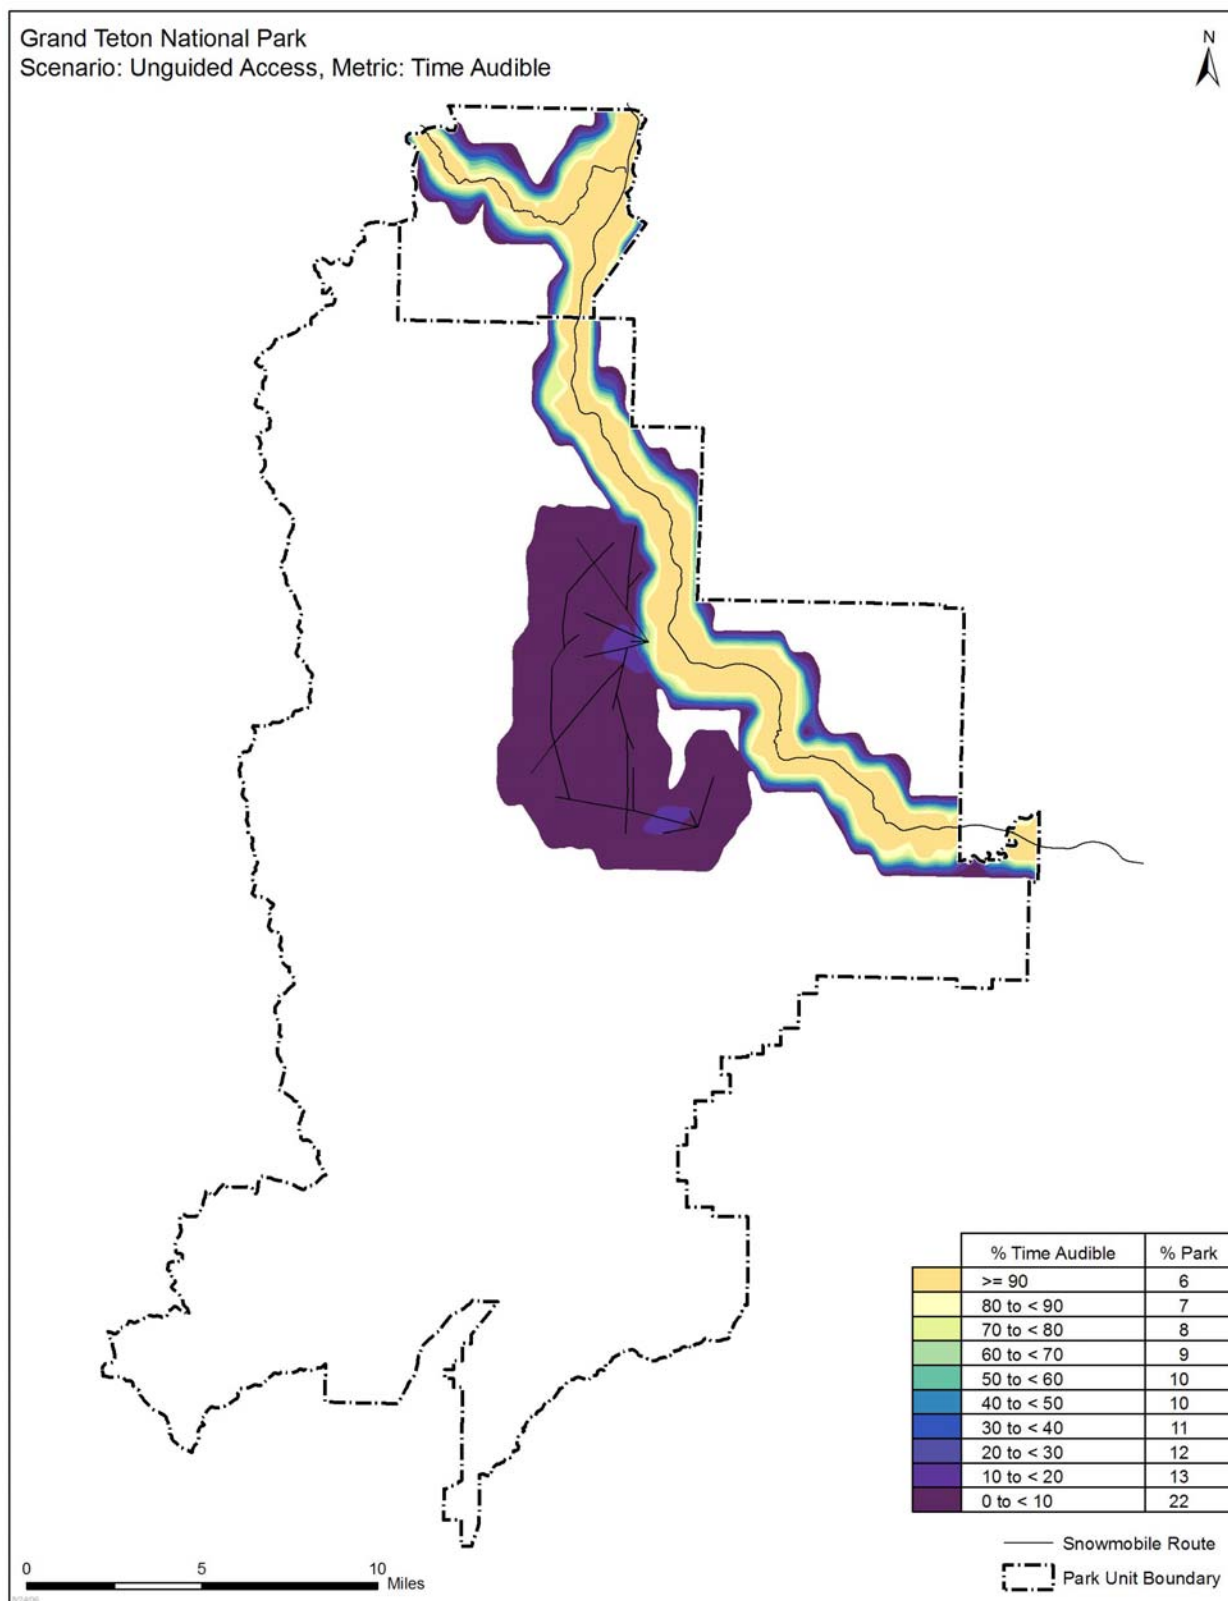 Grand Teton National Park
Scenario: Unguided Access, Metric: Time Audible
N
% Time Audible % Park
>= 90 6
80 to < 90 7
70 to < 80 8
60 to < 70 9
50 to < 60 10
40 to < 50 10
30 to < 40 11
20 to < 30 12
10 to < 20 13
0 to < 10 22
Snowmobile Route
Park Unit Boundary
0 5 10
Miles